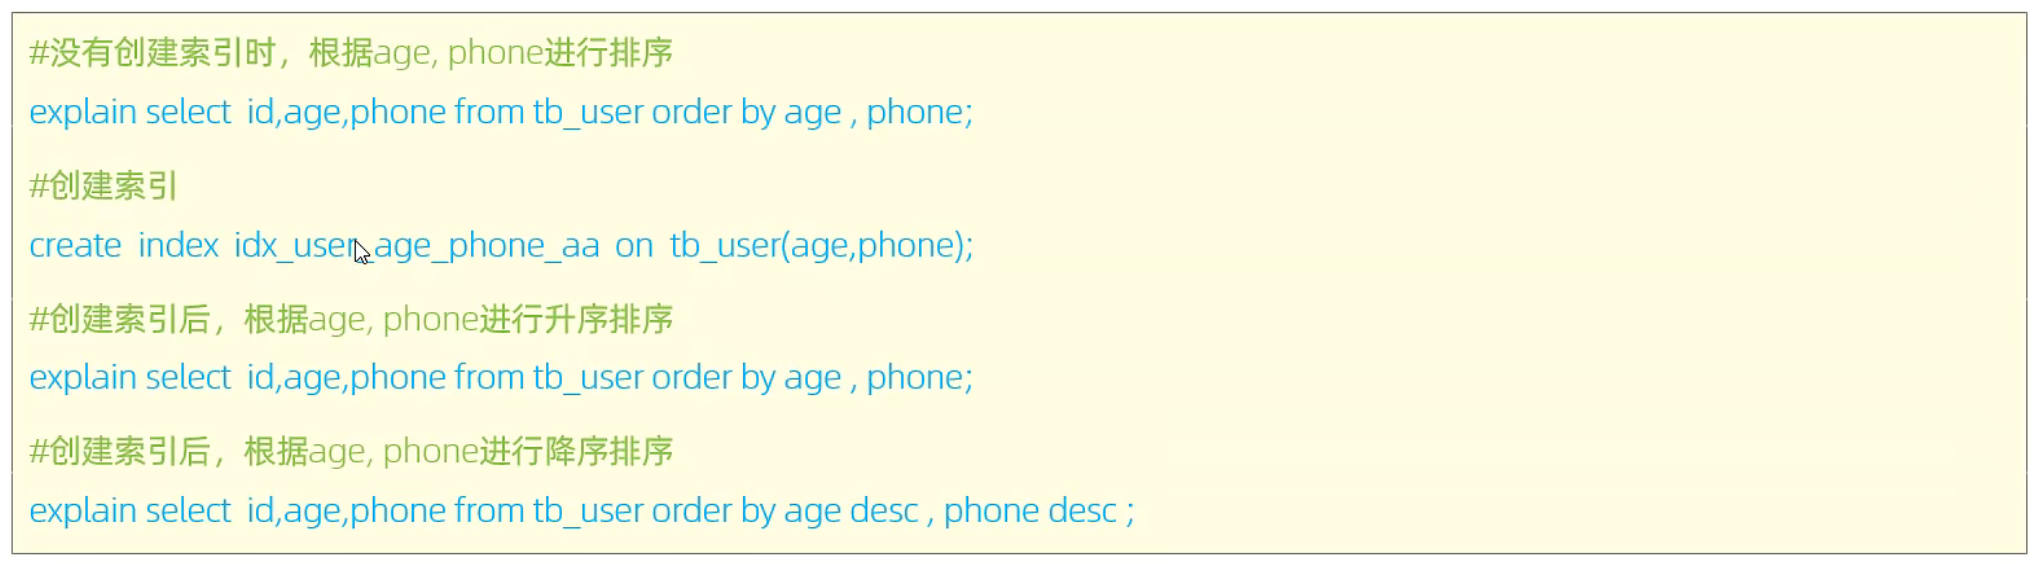 #没有创建索引时，根据age, phone进行排序
explain select  id,age,phone from tb_user order by age , phone;
#创建索引
create  index  idx_user_age_phone_aa  on  tb_user(age,phone);
#创建索引后，根据age, phone进行升序排序
explain select  id,age,phone from tb_user order by age , phone;
#创建索引后，根据age, phone进行降序排序
explain select  id,age,phone from tb_user order by age desc , phone desc ;